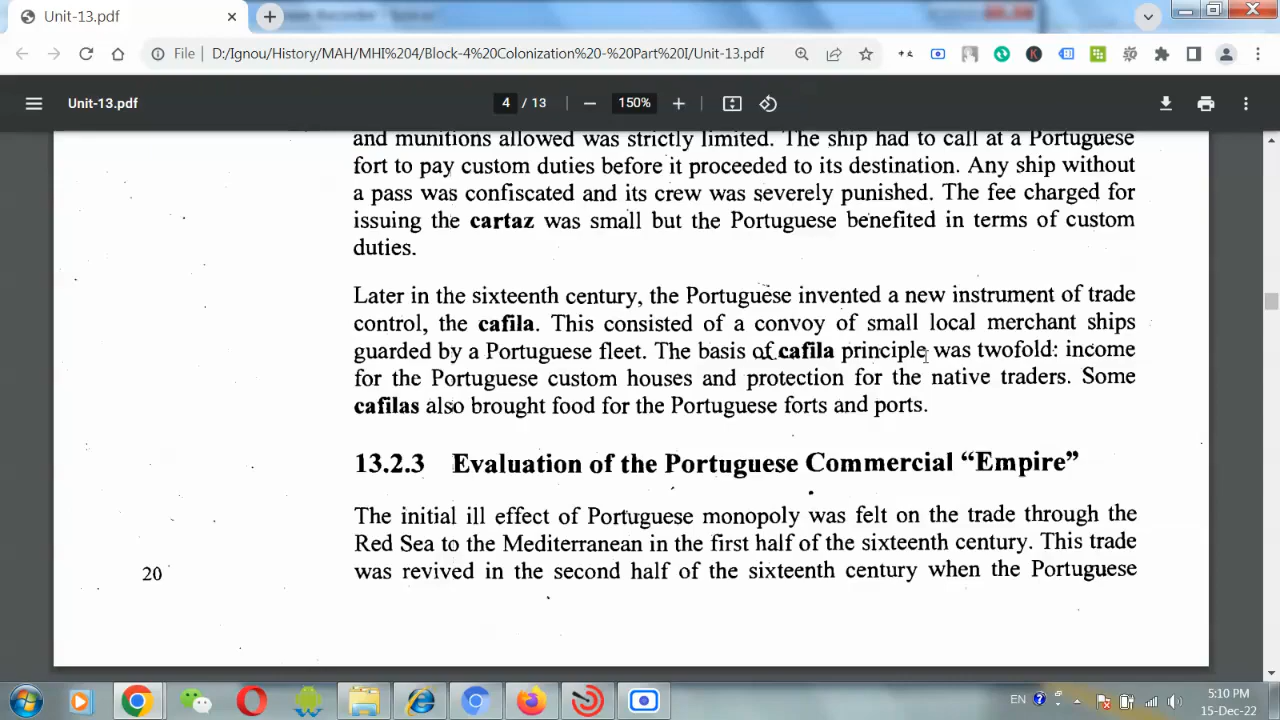 Unit-13.pdf
File
D:/Ignou/History/MAH/MHI%204/Block-4%20Colonization%20-%20Part%20I/Unit-13.pdf
Unit-13.pdf
4 / 13
150%
and munitions allowed was strictly limited. The ship had to call at a Portuguese
fort to pay custom duties before it proceeded to its destination. Any ship without
a pass was confiscated and its crew was severely punished. The fee charged for
issuing the cartaz was small but the Portuguese benefited in terms of custom
duties.
Later in the sixteenth century, the Portuguese invented a new instrument of trade
control, the cafila. This consisted of a convoy of small local merchant ships
guarded by a Portuguese fleet. The basis of cafila principle was twofold: income
for the Portuguese custom houses and protection for the native traders. Some
cafilas also brought food for the Portuguese forts and ports.
13.2.3 Evaluation of the Portuguese Commercial “Empire”
The initial ill effect of Portuguese monopoly was felt on the trade through the
Red Sea to the Mediterranean in the first half of the sixteenth century. This trade
20
was revived in the second half of the sixteenth century when the Portuguese
EN
5:10 PM
15-Dec-22